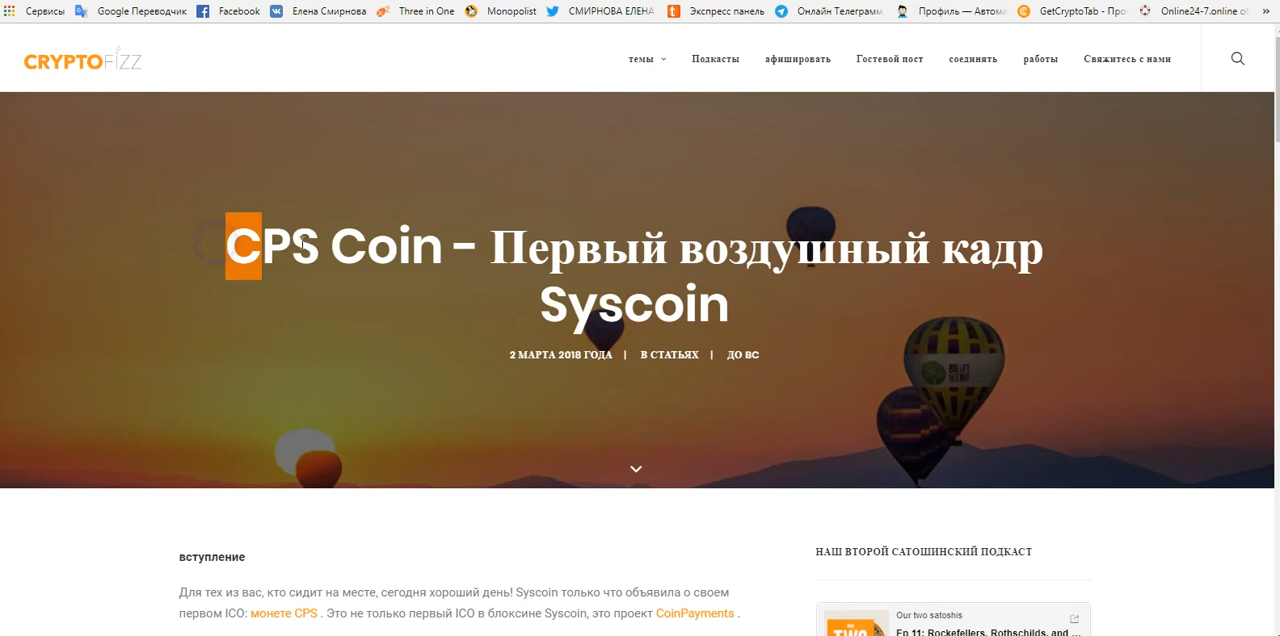 Сервисы Google Переводчик Facebook Елена Смирнова Three in One Monopolist СМИРНОВА ЕЛЕНА Экспресс панель Онлайн Телеграмм, Профиль — Автома GetCryptoTab - Про Online24-7.online о »
CRYPTOFIZZ темы Подкасты афишировать Гостевой пост соединять работы Свяжитесь с нами
CPS Coin - Первый воздушный кадр
Syscoin
2 МАРТА 2018 ГОДА | В СТАТЬЯХ | ДО BC
вступление
НАШ ВТОРОЙ САТОШИНСКИЙ ПОДКАСТ
Для тех из вас, кто сидит на месте, сегодня хороший день! Syscoin только что объявила о своем
первом ICO: монете CPS . Это не только первый ICO в блоксине Syscoin, это проект CoinPayments .
Our two satoshis
Ep 11: Rockefellers, Rothschilds, and ...
TWO